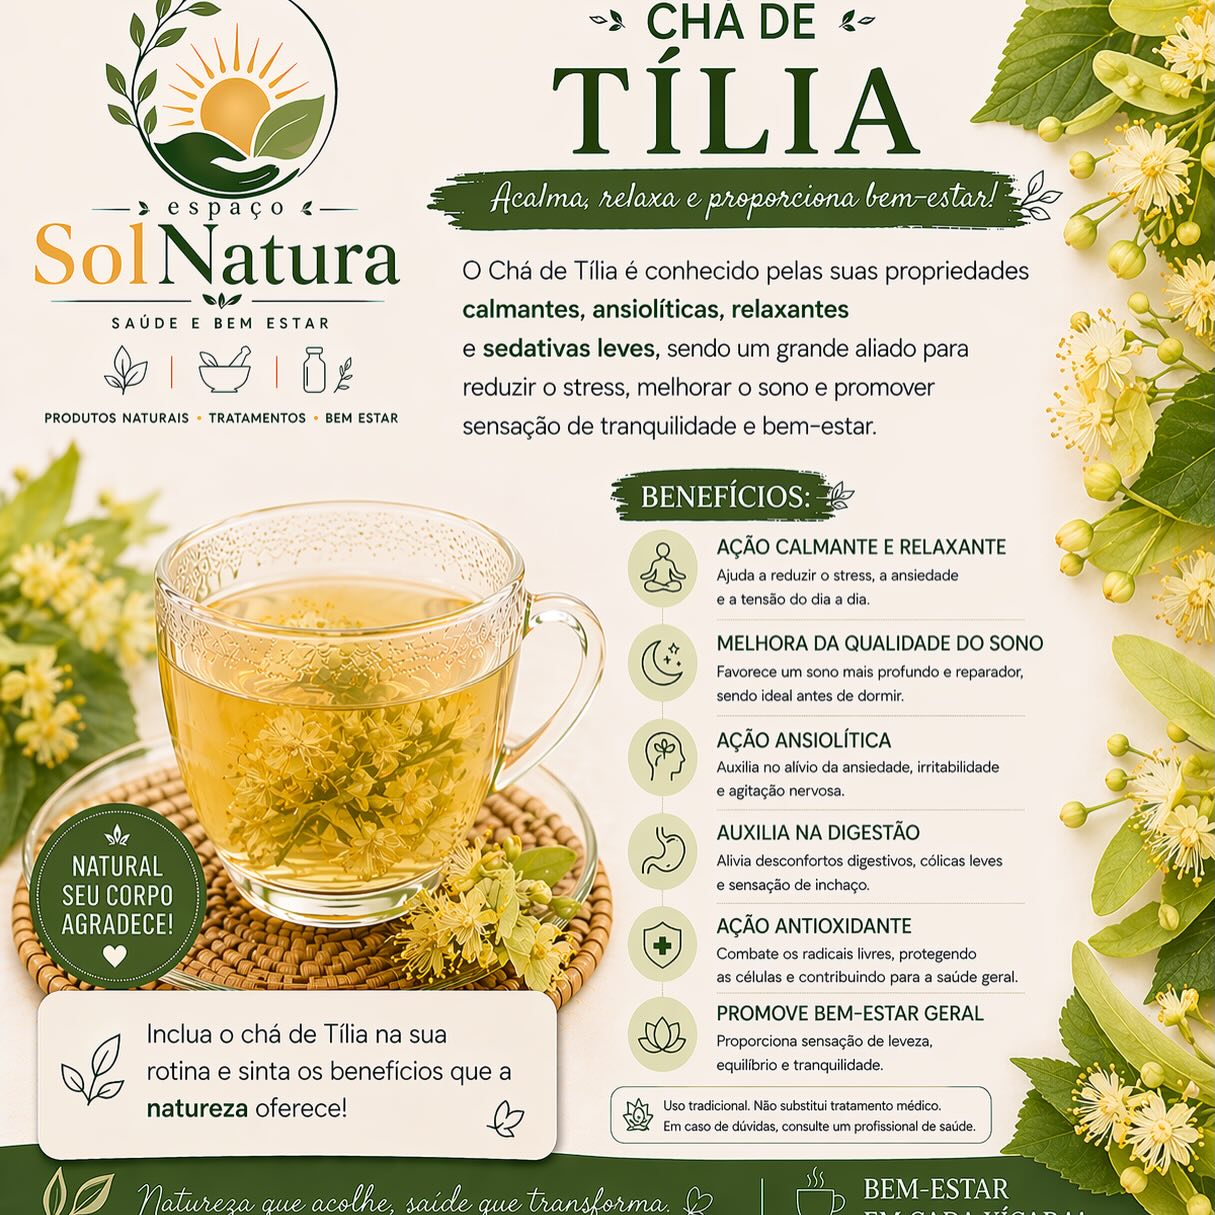 espaço
SolNatura
SAÚDE E BEM ESTAR
PRODUTOS NATURAIS • TRATAMENTOS • BEM ESTAR
CHÁ DE
TÍLIA
Acalma, relaxa e proporciona bem-estar!
O Chá de Tília é conhecido pelas suas propriedades
calmantes, ansiolíticas, relaxantes
e sedativas leves, sendo um grande aliado para
reduzir o stress, melhorar o sono e promover
sensação de tranquilidade e bem-estar.
BENEFÍCIOS:
AÇÃO CALMANTE E RELAXANTE
Ajuda a reduzir o stress, a ansiedade
e a tensão do dia a dia.
MELHORA DA QUALIDADE DO SONO
Favorece um sono mais profundo e reparador,
sendo ideal antes de dormir.
AÇÃO ANSIOLÍTICA
Auxilia no alívio da ansiedade, irritabilidade
e agitação nervosa.
AUXILIA NA DIGESTÃO
Alivia desconfortos digestivos, cólicas leves
e sensação de inchaço.
AÇÃO ANTIOXIDANTE
Combate os radicais livres, protegendo
as células e contribuindo para a saúde geral.
PROMOVE BEM-ESTAR GERAL
Proporciona sensação de leveza,
equilíbrio e tranquilidade.
Uso tradicional. Não substitui tratamento médico.
Em caso de dúvidas, consulte um profissional de saúde.
NATURAL
SEU CORPO
AGRADECE!
Inclua o chá de Tília na sua
rotina e sinta os benefícios que a
natureza oferece!
Natureza que acolhe, saúde que transforma.
BEM-ESTAR
EM CADA